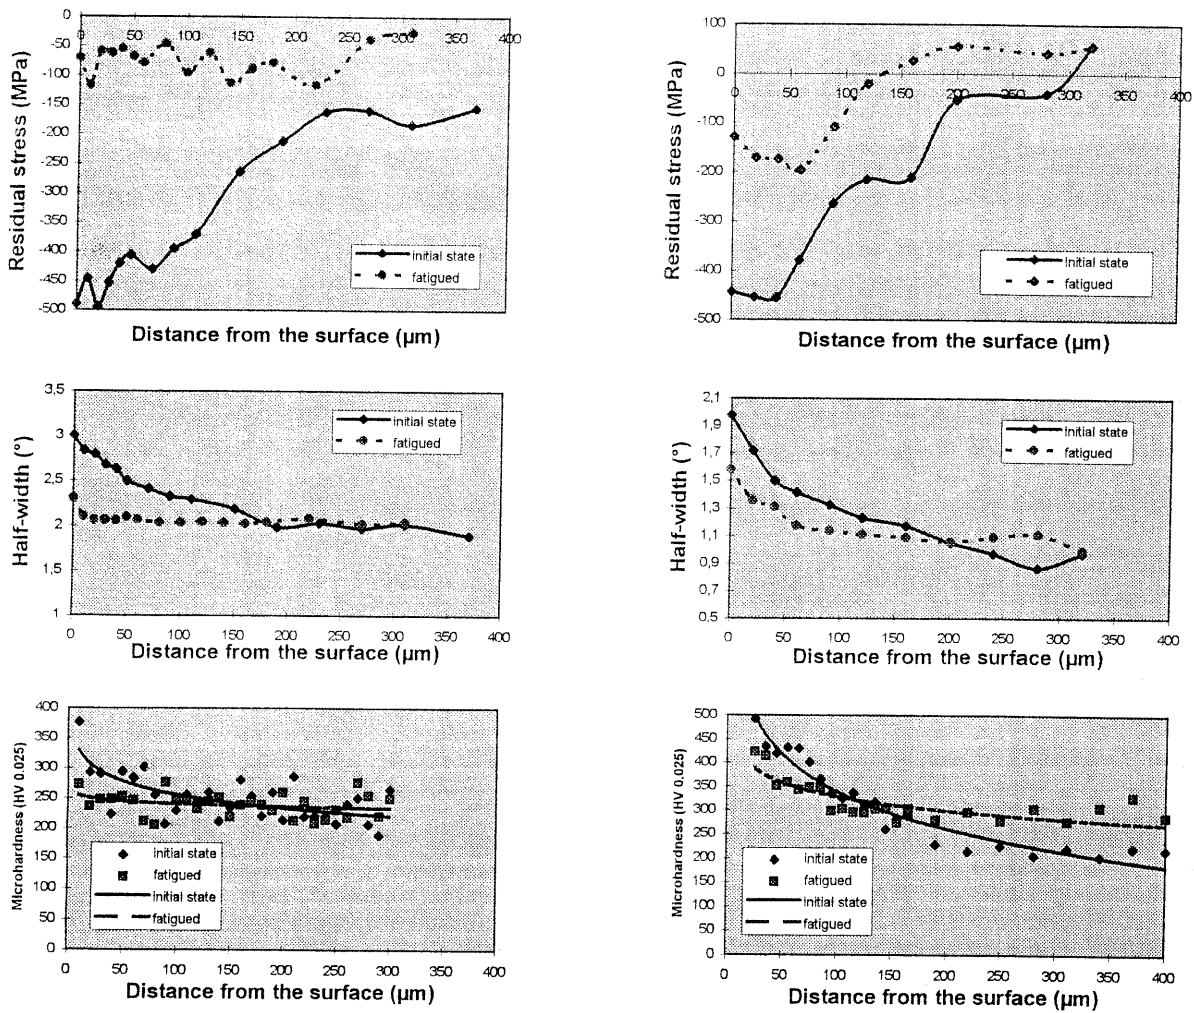 0
-50
-100
-150
-200
-250
-300
-350
-400
-450
-500
0 50 100 150 200 250 300 350 400
Residual stress (MPa)
initial state
fatigued
Distance from the surface (µm)
100
0
-100
-200
-300
-400
-500
0 50 100 150 200 250 300 350 400
Residual stress (MPa)
initial state
fatigued
Distance from the surface (µm)
3,5
3
2,5
2
1,5
1
0 50 100 150 200 250 300 350 400
Half-width (°)
initial state
fatigued
Distance from the surface (µm)
2,1
1,9
1,7
1,5
1,3
1,1
0,9
0,7
0,5
0 50 100 150 200 250 300 350 400
Half-width (°)
initial state
fatigued
Distance from the surface (µm)
400
350
300
250
200
150
100
50
0
0 50 100 150 200 250 300 400
Microhardness (HV 0.025)
initial state
fatigued
initial state
fatigued
Distance from the surface (µm)
500
450
400
350
300
250
200
150
100
50
0
0 50 100 150 200 250 300 350 400
Microhardness (HV 0.025)
initial state
fatigued
initial state
fatigued
Distance from the surface (µm)